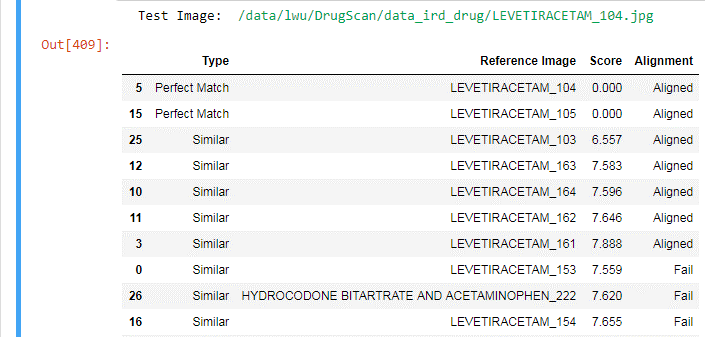 Test Image: /data/lwu/DrugScan/data_ird_drug/LEVETIRACETAM_104.jpg
Out[409]:
Type Reference Image Score Alignment
5 Perfect Match LEVETIRACETAM_104 0.000 Aligned
15 Perfect Match LEVETIRACETAM_105 0.000 Aligned
25 Similar LEVETIRACETAM_103 6.557 Aligned
12 Similar LEVETIRACETAM_163 7.583 Aligned
10 Similar LEVETIRACETAM_164 7.596 Aligned
11 Similar LEVETIRACETAM_162 7.646 Aligned
3 Similar LEVETIRACETAM_161 7.888 Aligned
0 Similar LEVETIRACETAM_153 7.559 Fail
26 Similar HYDROCODONE BITARTRATE AND ACETAMINOPHEN_222 7.620 Fail
16 Similar LEVETIRACETAM_154 7.655 Fail